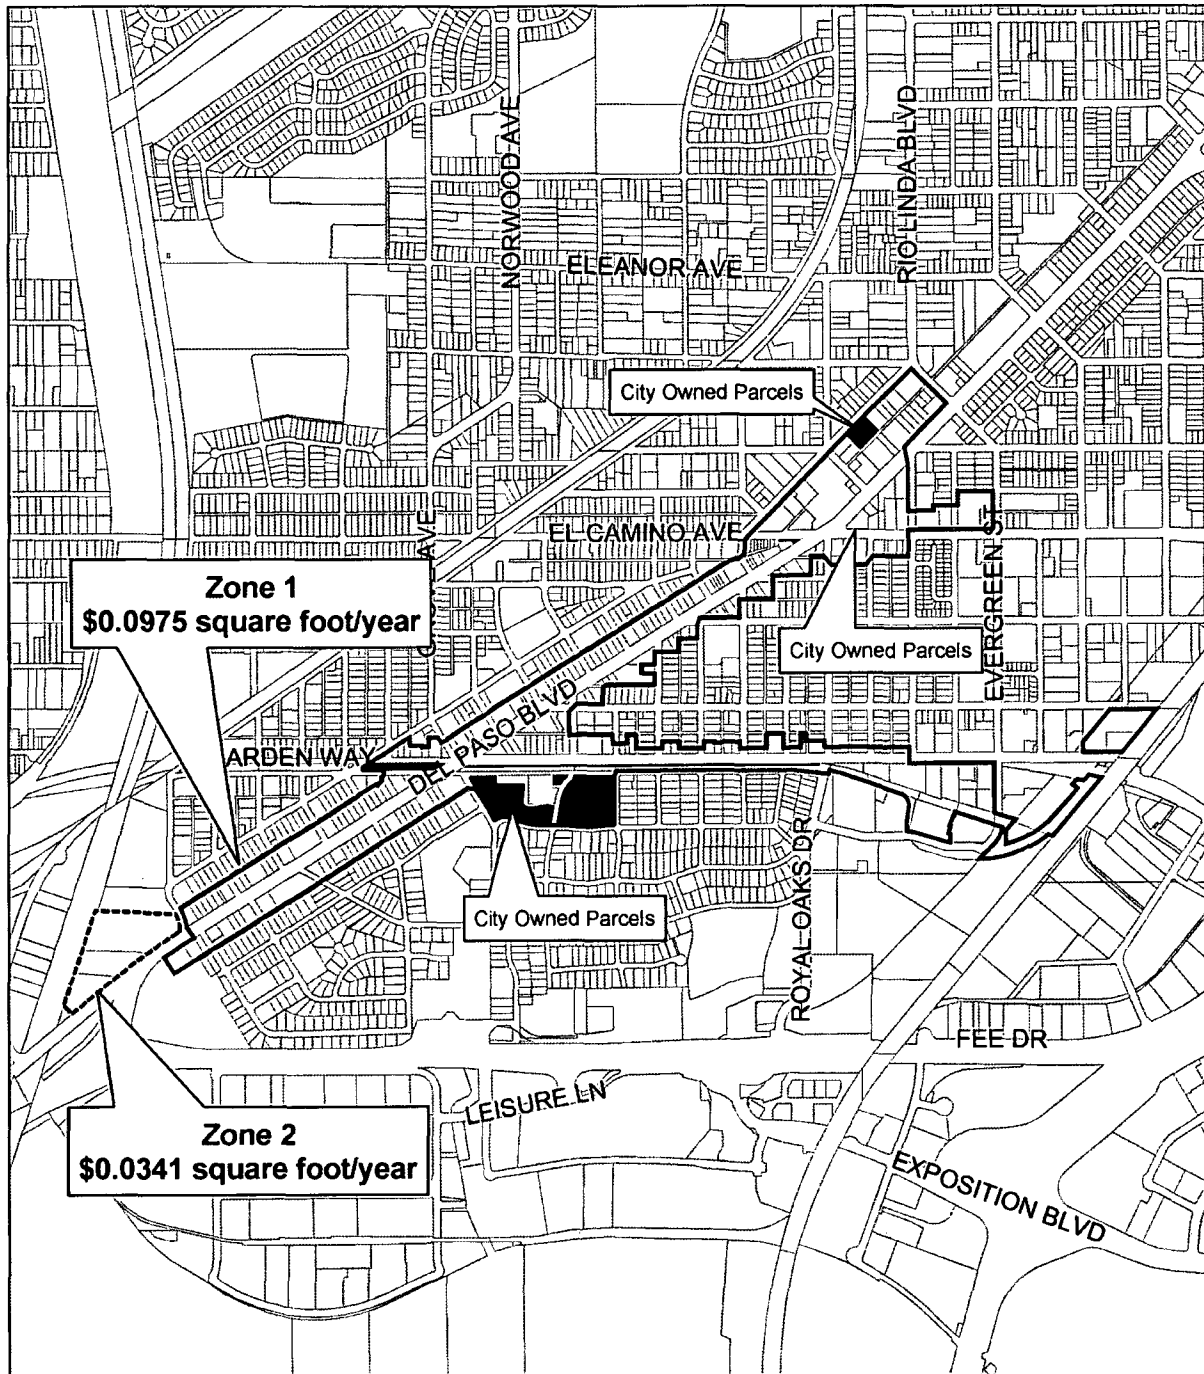 NORWOOD AVE
RIO LINDA BLVD
ELEANOR AVE
City Owned Parcels
EL CAMINO AVE
AVE
EVERGREEN ST
Zone 1
$0.0975 square foot/year
City Owned Parcels
DEL PASO BLVD
ARDEN WAY
ROYAL OAKS DR
City Owned Parcels
FEE DR
LEISURE LN
Zone 2
$0.0341 square foot/year
EXPOSITION BLVD